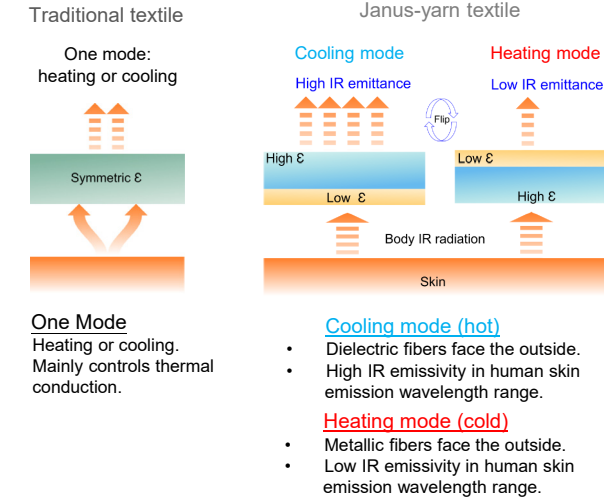 Traditional textile
Janus-yarn textile
One mode:
heating or cooling
Cooling mode
Heating mode
High IR emittance
Low IR emittance
Flip
Symmetric Ɛ
High Ɛ
Low Ɛ
Low Ɛ
High Ɛ
Body IR radiation
Skin
One Mode
Heating or cooling.
Mainly controls thermal
conduction.
Cooling mode (hot)
• Dielectric fibers face the outside.
• High IR emissivity in human skin
emission wavelength range.
Heating mode (cold)
• Metallic fibers face the outside.
• Low IR emissivity in human skin
emission wavelength range.